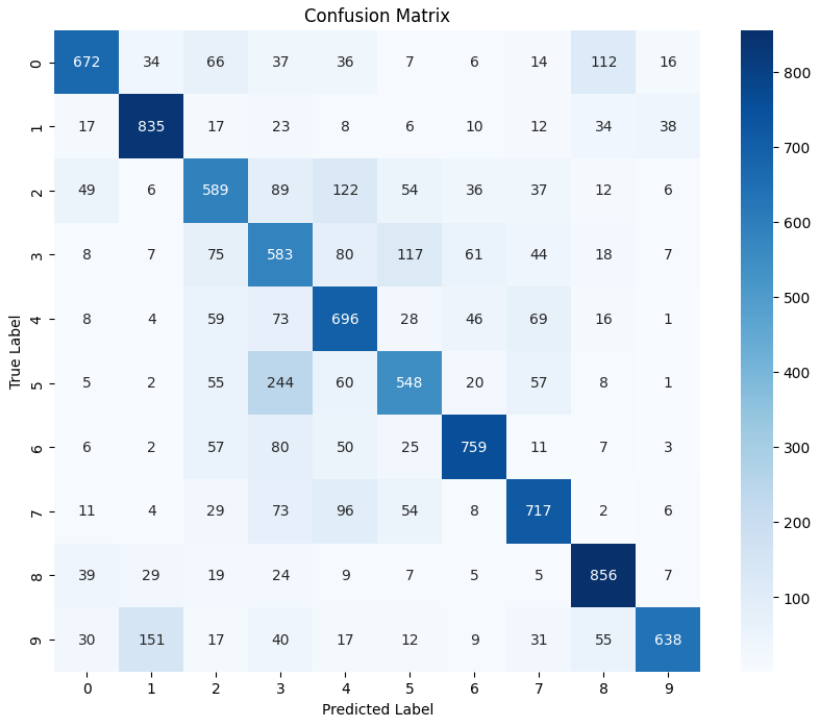 Confusion Matrix
0 672 34 66 37 36 7 6 14 112 16
1 17 835 17 23 8 6 10 12 34 38
2 49 6 589 89 122 54 36 37 12 6
3 8 7 75 583 80 117 61 44 18 7
4 8 4 59 73 696 28 46 69 16 1
5 5 2 55 244 60 548 20 57 8 1
6 6 2 57 80 50 25 759 11 7 3
7 11 4 29 73 96 54 8 717 2 6
8 39 29 19 24 9 7 5 5 856 7
9 30 151 17 40 17 12 9 31 55 638
0 1 2 3 4 5 6 7 8 9
Predicted Label
True Label
800
700
600
500
400
300
200
100